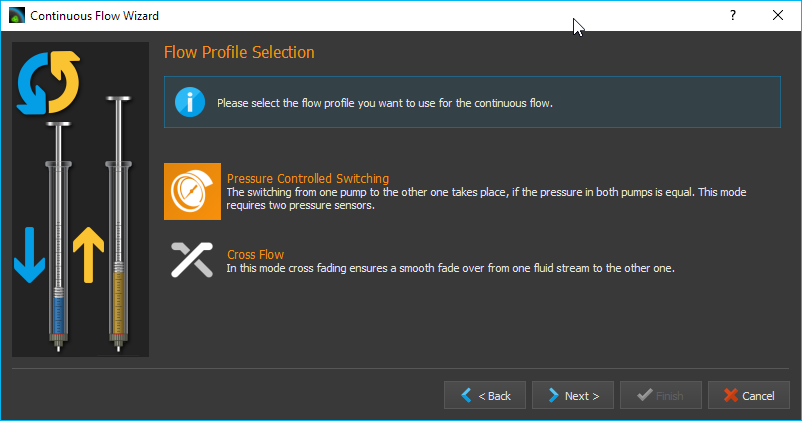 Continuous Flow Wizard
?
Flow Profile Selection
Please select the flow profile you want to use for the continuous flow.
Pressure Controlled Switching
The switching from one pump to the other one takes place, if the pressure in both pumps is equal. This mode
requires two pressure sensors.
Cross Flow
In this mode cross fading ensures a smooth fade over from one fluid stream to the other one.
< Back
Next >
Finish
Cancel